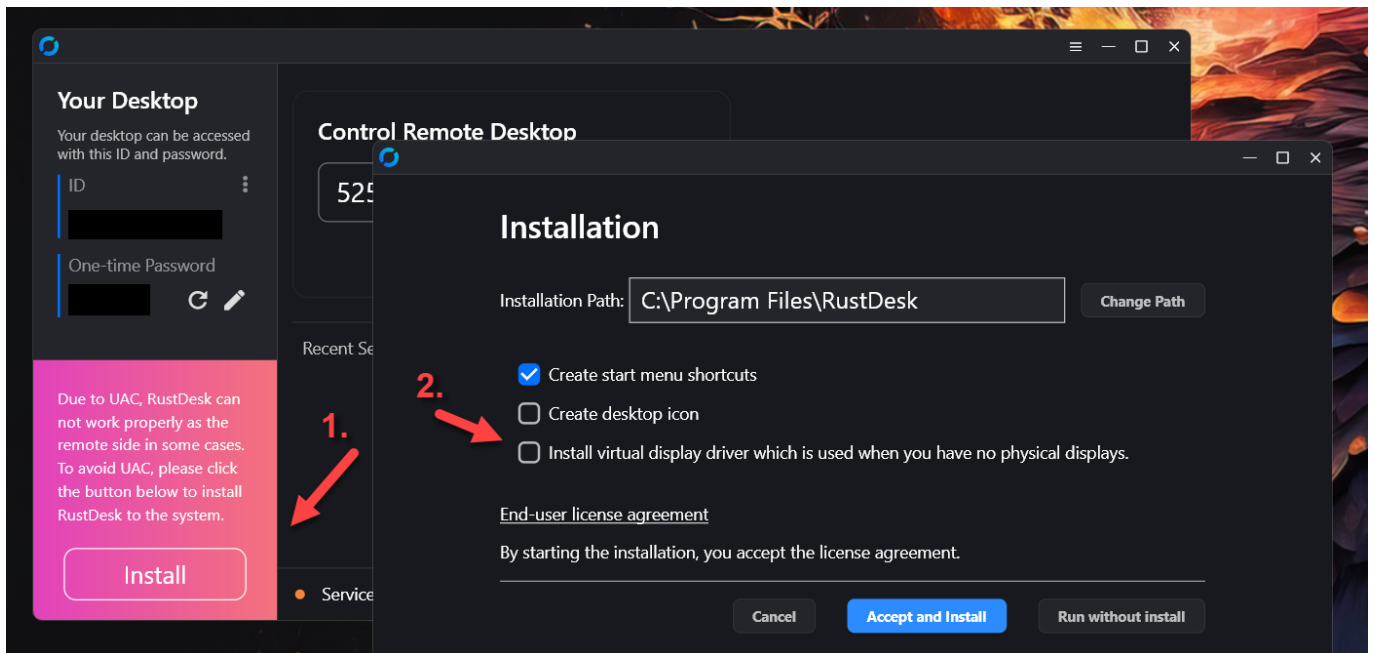 Your Desktop
Your desktop can be accessed
with this ID and password.
ID
One-time Password
Due to UAC, RustDesk can
not work properly as the
remote side in some cases.
To avoid UAC, please click
the button below to install
RustDesk to the system.
Install
1.
Control Remote Desktop
525
Recent Se
Service
Installation
Installation Path: C:\Program Files\RustDesk Change Path
Create start menu shortcuts
2.
Create desktop icon
Install virtual display driver which is used when you have no physical displays.
End-user license agreement
By starting the installation, you accept the license agreement.
Cancel Accept and Install Run without install